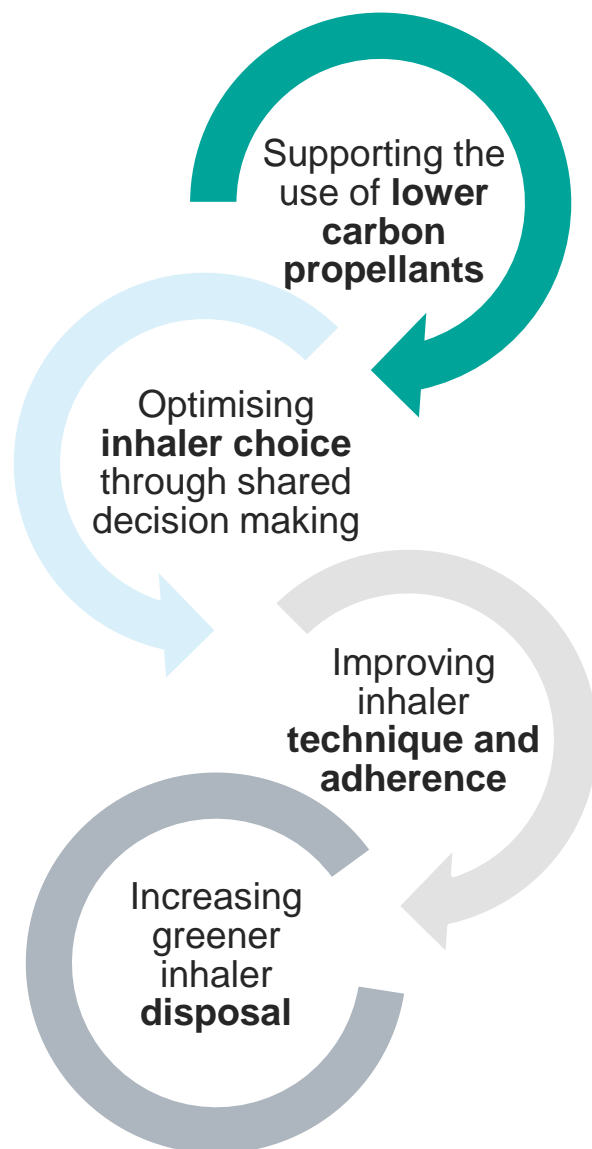 Supporting the
use of lower
carbon
propellants
Optimising
inhaler choice
through shared
decision making
Improving
inhaler
technique and
adherence
Increasing
greener
inhaler
disposal